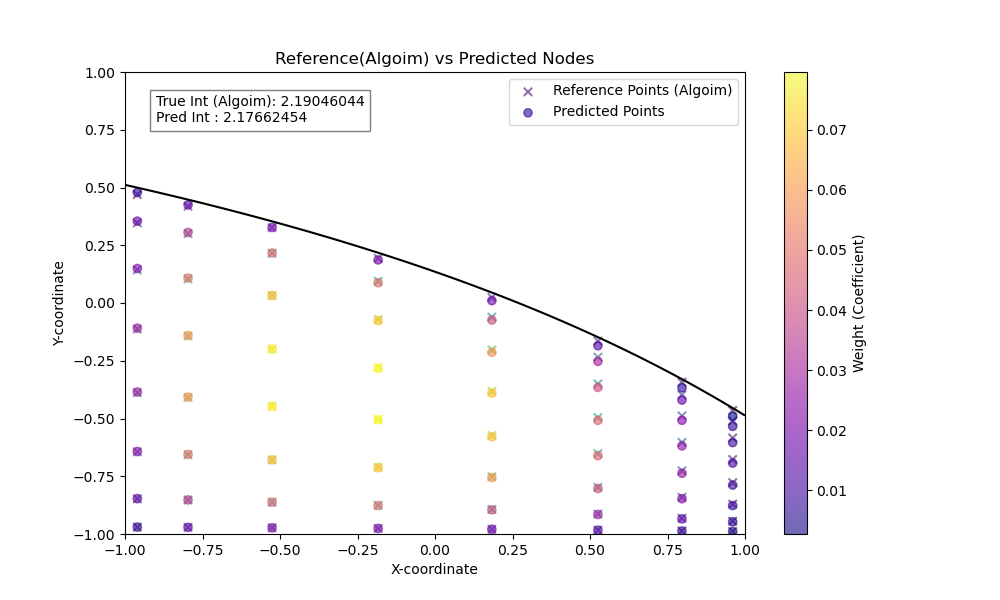 Reference(Algoim) vs Predicted Nodes
True Int (Algoim): 2.19046044
Pred Int : 2.17662454
Reference Points (Algoim)
Predicted Points
1.00
0.75
0.50
0.25
0.00
−0.25
−0.50
−0.75
−1.00
Y-coordinate
−1.00 −0.75 −0.50 −0.25 0.00 0.25 0.50 0.75 1.00
X-coordinate
0.07
0.06
0.05
0.04
0.03
0.02
0.01
Weight (Coefficient)